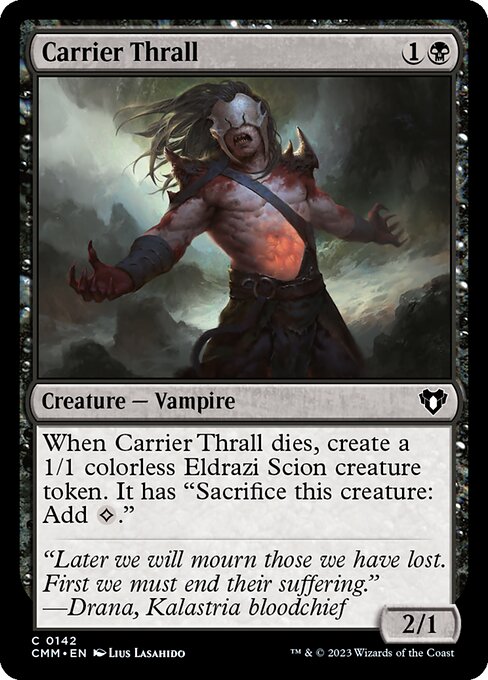 Carrier Thrall 1
Creature — Vampire
When Carrier Thrall dies, create a
1/1 colorless Eldrazi Scion creature
token. It has “Sacrifice this creature:
Add .”
“Later we will mourn those we have lost.
First we must end their suffering.”
—Drana, Kalastria bloodchief
2/1
C 0142
CMM • EN Lius Lasahido
™ & © 2023 Wizards of the Coast